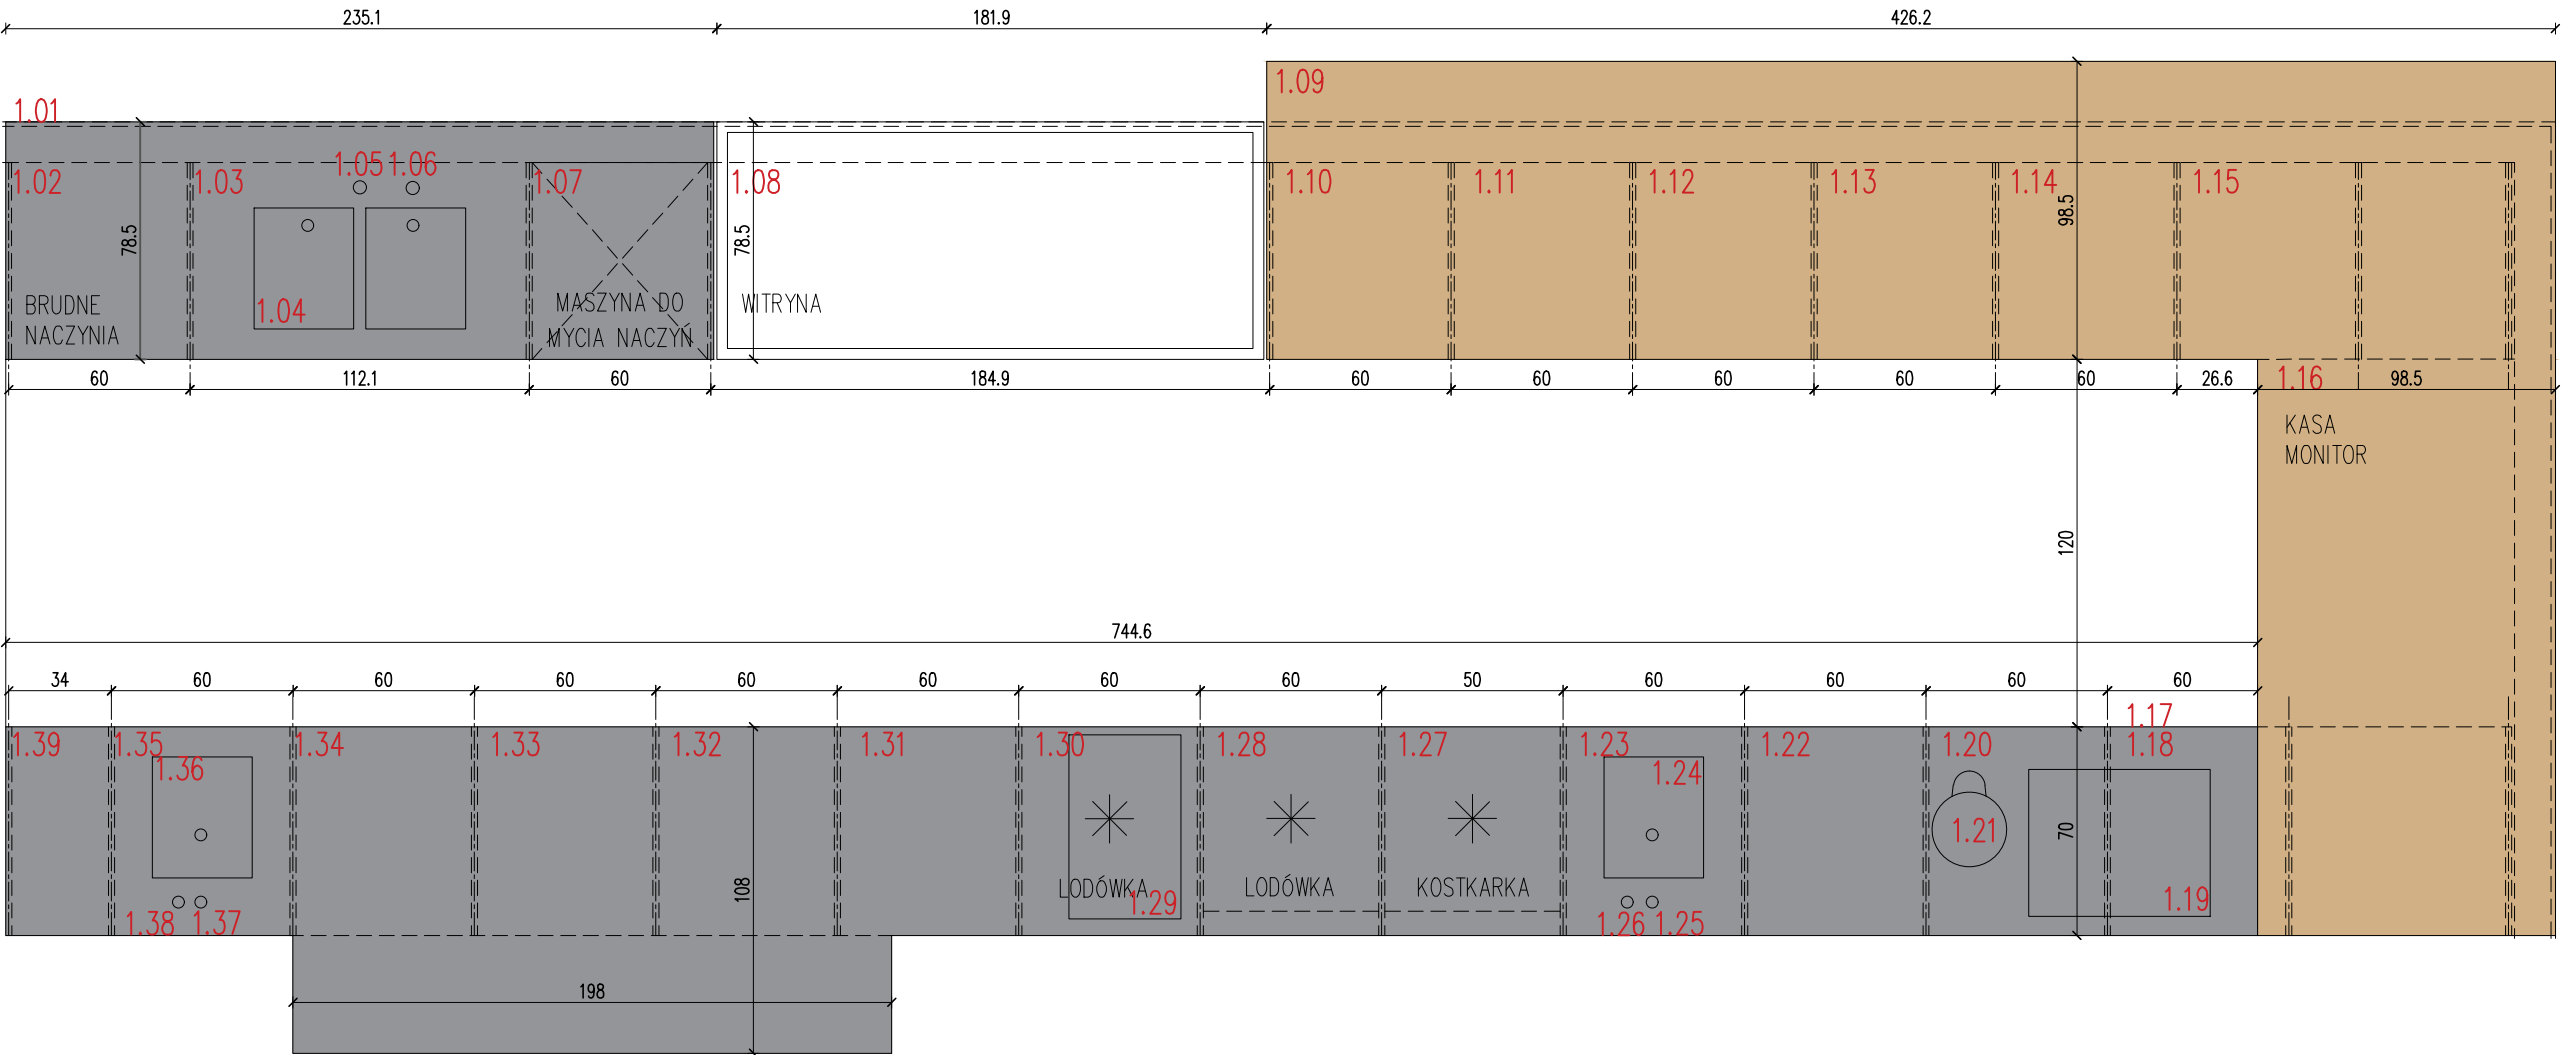 235.1 181.9 426.2
1.01
1.09
1.02 1.03 1.05 1.06 1.07 1.08 1.10 1.11 1.12 1.13 1.14 1.15
78.5 78.5 98.5
1.04
BRUDNE
NACZYNIA
MASZYNA DO
MYCIA NACZYŃ
WITRYNA
60 112.1 60 184.9 60 60 60 60 60 26.6 98.5
1.16
KASA
MONITOR
120
744.6
34 60 60 60 60 60 60 60 50 60 60 60 60
1.17
1.39 1.35 1.34 1.33 1.32 1.31 1.30 1.28 1.27 1.23 1.22 1.20 1.18
1.36 1.24
1.21
70
108
LODÓWKA LODÓWKA KOSTKARKA
1.29 1.19
1.38 1.37 1.26 1.25
198